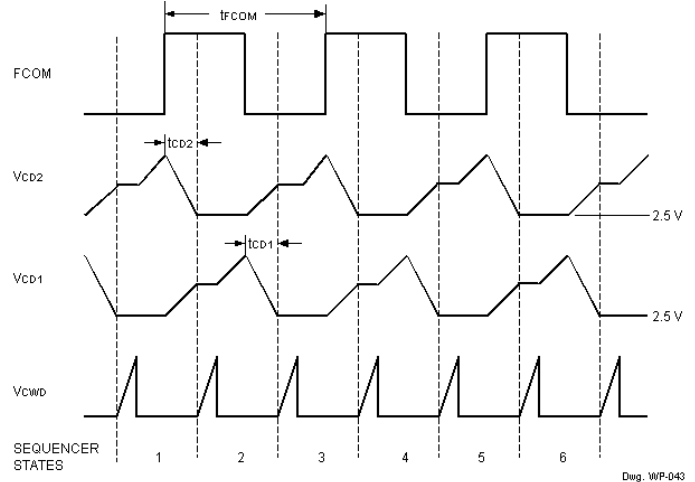 tFCOM
FCOM
tCD2
VCD2
2.5 V
tCD1
VCD1
2.5 V
VCWD
SEQUENCER
STATES
1 2 3 4 5 6
Dwg. WP-043